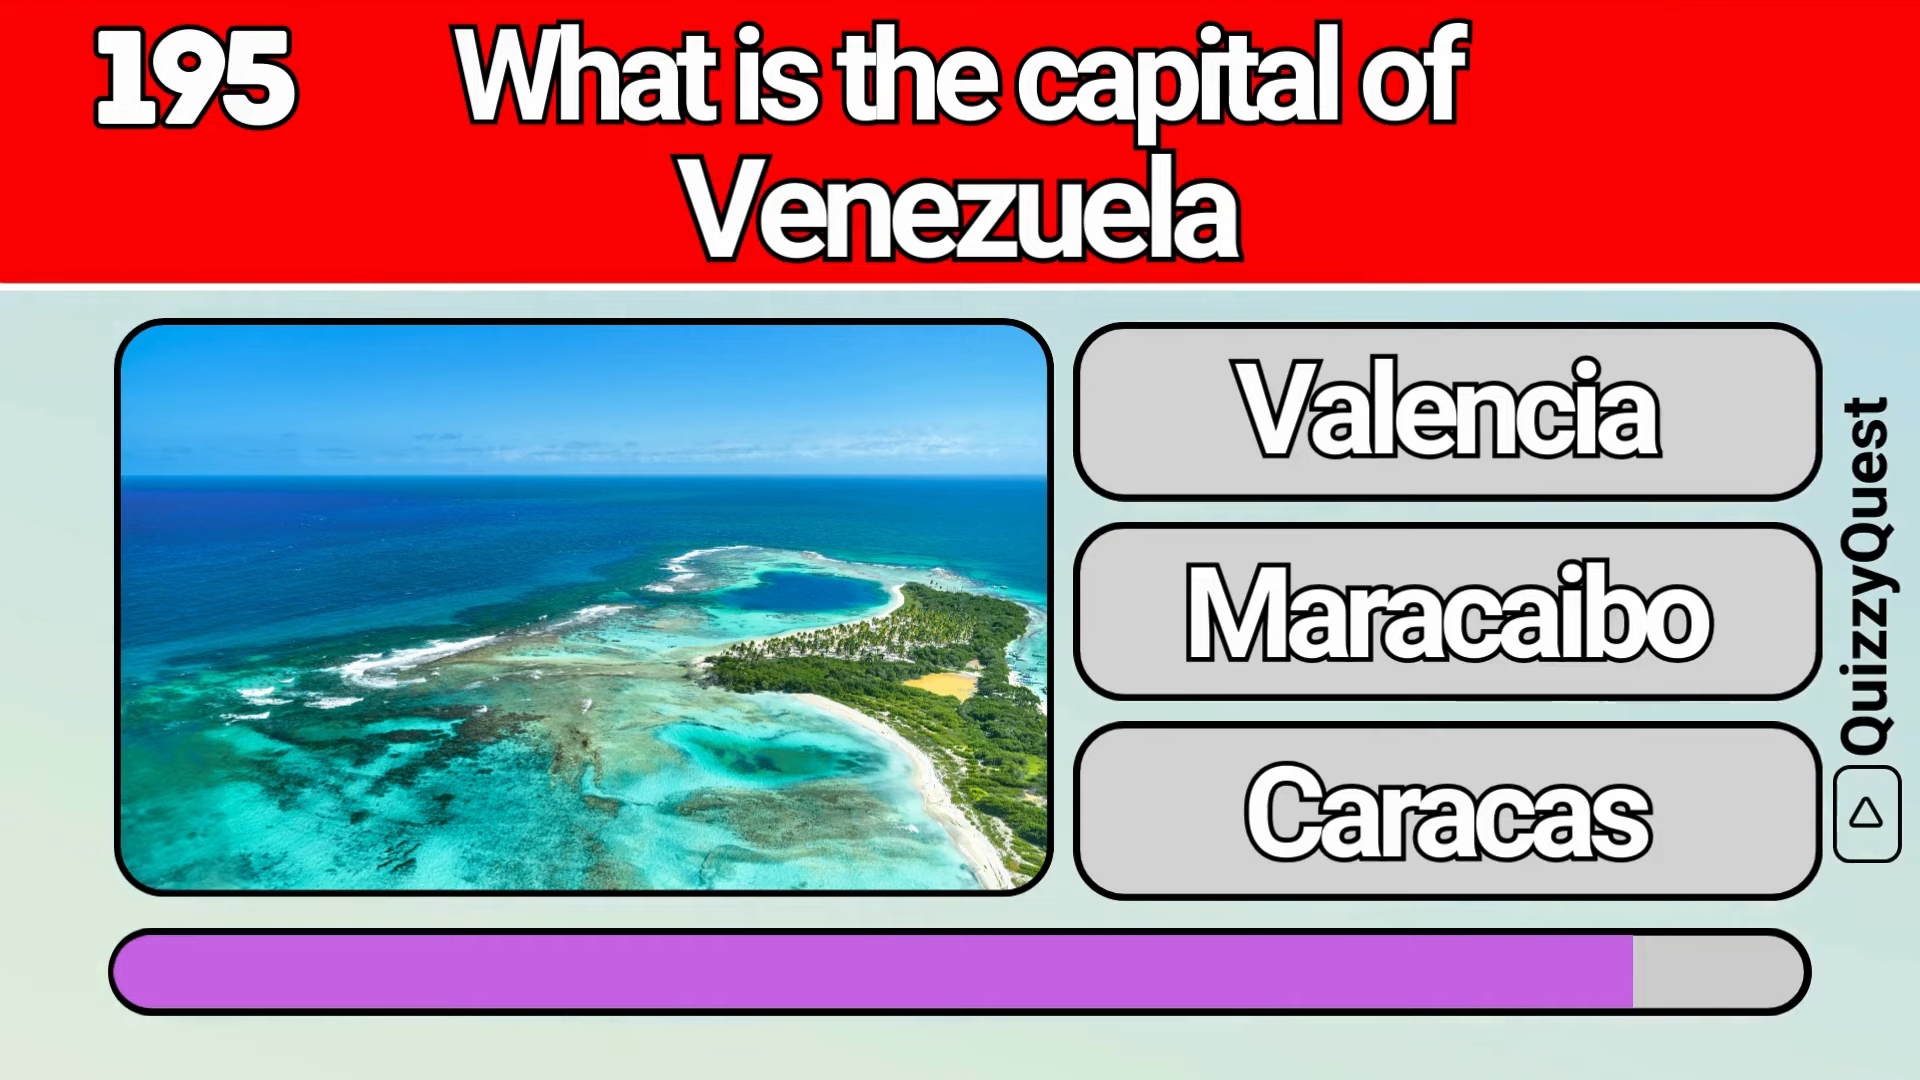 195
What is the capital of
Venezuela
Valencia
Maracaibo
Caracas
QuizzyQuest